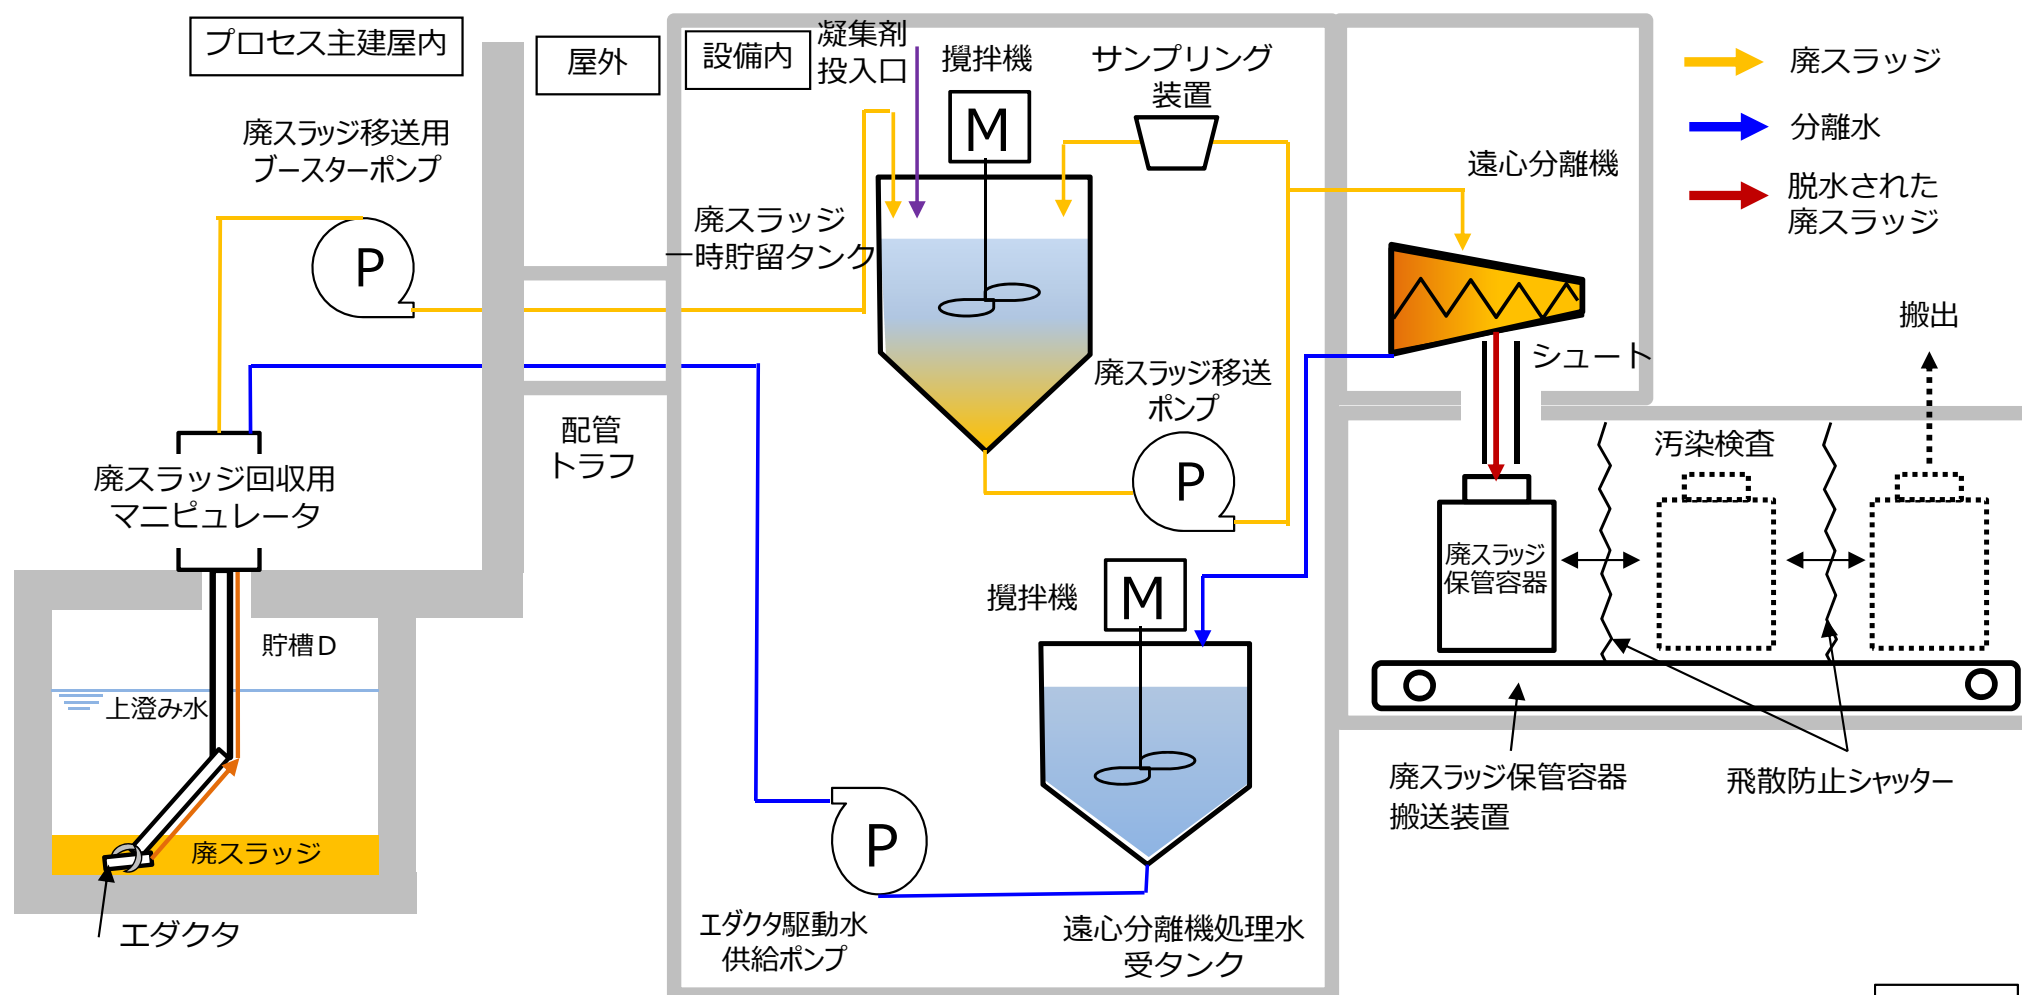 プロセス主建屋内
屋外
設備内
凝集剤
投入口
攪拌機
サンプリング
装置
廃スラッジ
分離水
脱水された
廃スラッジ
廃スラッジ移送用
ブースターポンプ
M
P
廃スラッジ
一時貯留タンク
遠心分離機
シュート
搬出
廃スラッジ移送
ポンプ
P
配管
トラフ
汚染検査
廃スラッジ回収用
マニピュレータ
廃スラッジ
保管容器
攪拌機
M
貯槽D
上澄み水
廃スラッジ
エダクタ
P
エダクタ駆動水
供給ポンプ
遠心分離機処理水
受タンク
廃スラッジ保管容器
搬送装置
飛散防止シャッター